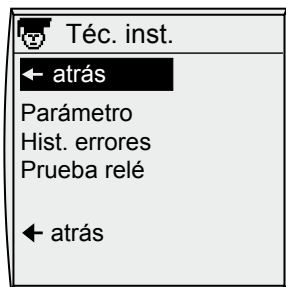 Téc. inst.
← atrás
Parámetro
Hist. errores
Prueba relé
← atrás